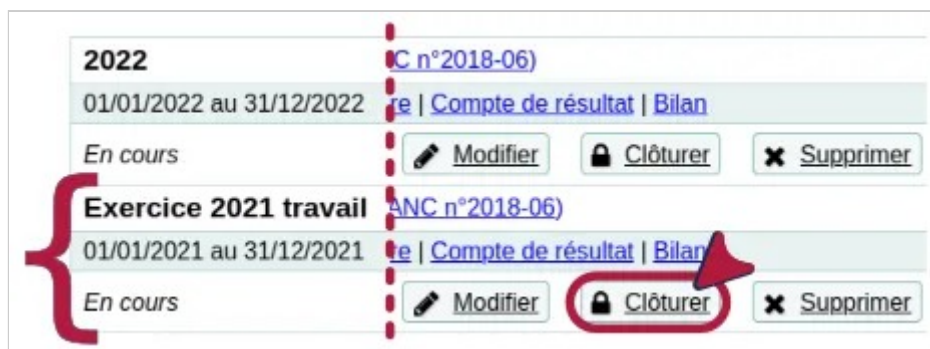 2022 C n°2018-06)
01/01/2022 au 31/12/2022 re | Compte de résultat | Bilan
En cours Modifier Clôturer Supprimer
Exercice 2021 travail ANC n°2018-06)
01/01/2021 au 31/12/2021 re | Compte de résultat | Bilan
En cours Modifier Clôturer Supprimer